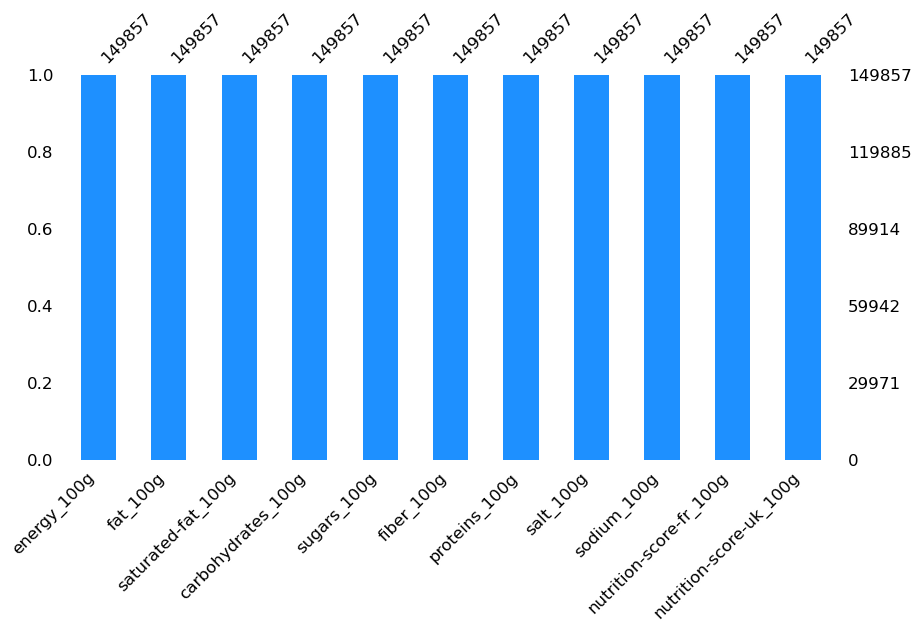 149857 149857 149857 149857 149857 149857 149857 149857 149857 149857 149857
1.0 149857
0.8 119885
0.6 89914
0.4 59942
0.2 29971
0.0 0
energy_100g
fat_100g
saturated-fat_100g
carbohydrates_100g
sugars_100g
fiber_100g
proteins_100g
salt_100g
sodium_100g
nutrition-score-fr_100g
nutrition-score-uk_100g